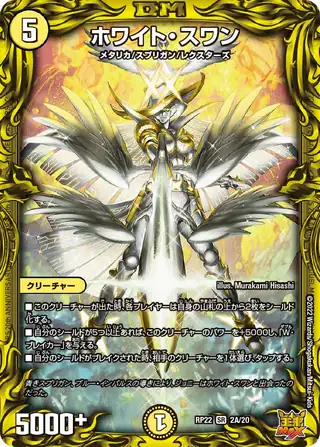 DM
5
ホワイト・スワン
メタリカ/スプリガン/レクスターズ
illus. Murakami Hisashi
クリーチャー
■このクリーチャーが出た時、各プレイヤーは自身の山札の上から2枚をシールド
化する。
■自分のシールドが5つ以上あれば、このクリーチャーのパワーを+5000し、「W・
ブレイカー」を与える。
■自分のシールドがブレイクされた時、相手のクリーチャーを1体選び、タップする。
蒼きスプリガン、ブルー・インパルスの導きにより、ジョニーはホワイト・スワンと出会ったの
だった。
5000+
1
RP22 SR 2A/20
王来MAX